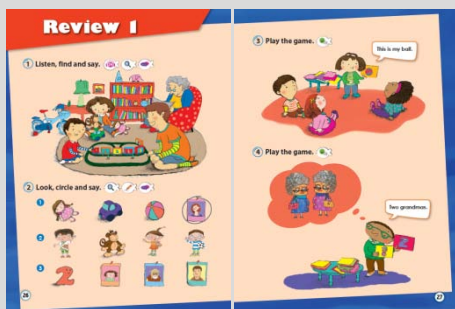 Review 1
1 Listen, find and say.
2 Look, circle and say.
1
2
3
2
26
3 Play the game.
This is my ball.
4 Play the game.
Two grandmas.
2
27